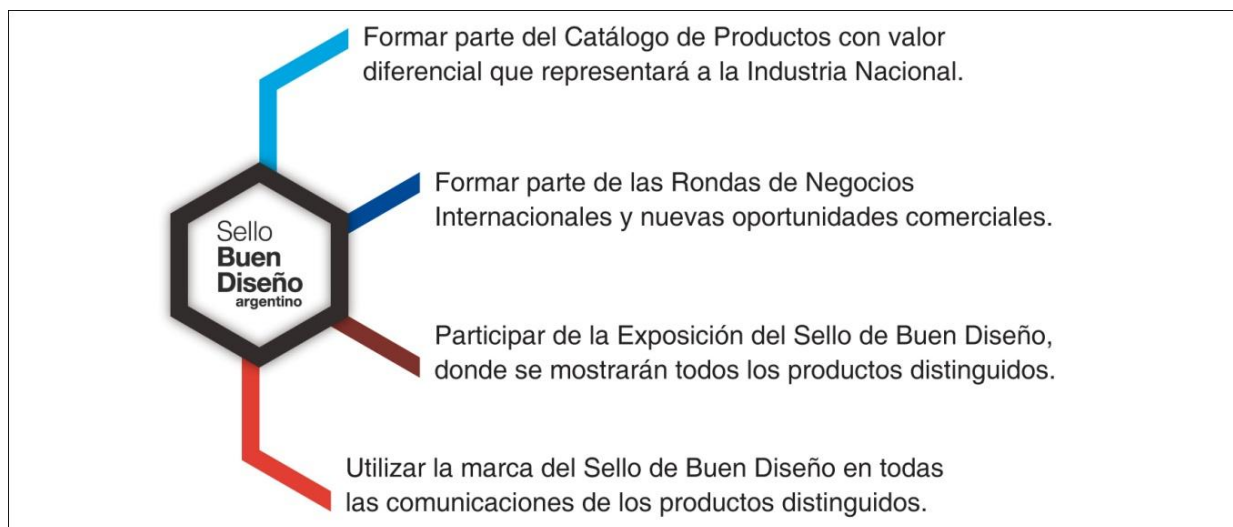 Formar parte del Catálogo de Productos con valor
diferencial que representará a la Industria Nacional.
Formar parte de las Rondas de Negocios
Internacionales y nuevas oportunidades comerciales.
Sello
Buen
Diseño
argentino
Participar de la Exposición del Sello de Buen Diseño,
donde se mostrarán todos los productos distinguidos.
Utilizar la marca del Sello de Buen Diseño en todas
las comunicaciones de los productos distinguidos.